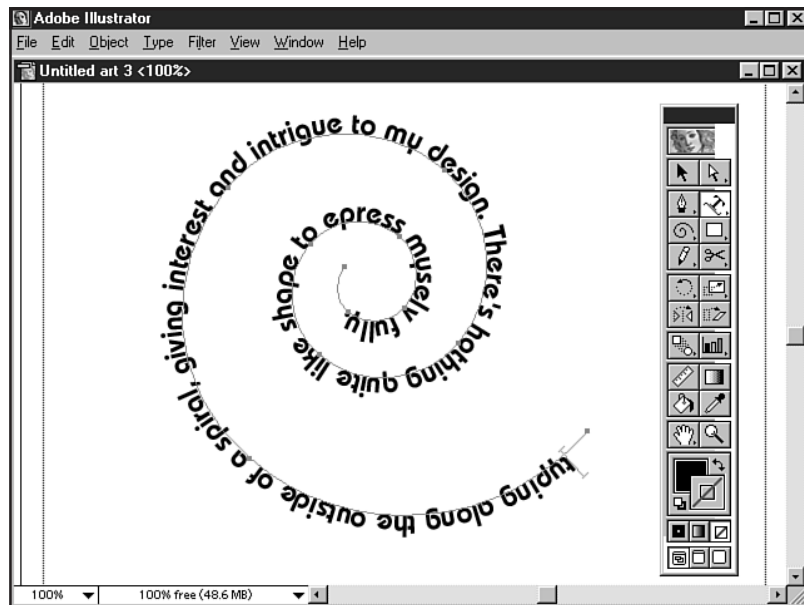 Adobe Illustrator
File Edit Object Type Filter View Window Help
Untitled art 3 <100%>
typing along the outside of a spiral, giving interest and intrigue to my design. There's nothing quite like shape to epress fully.
100% 100% free (48.6 MB)